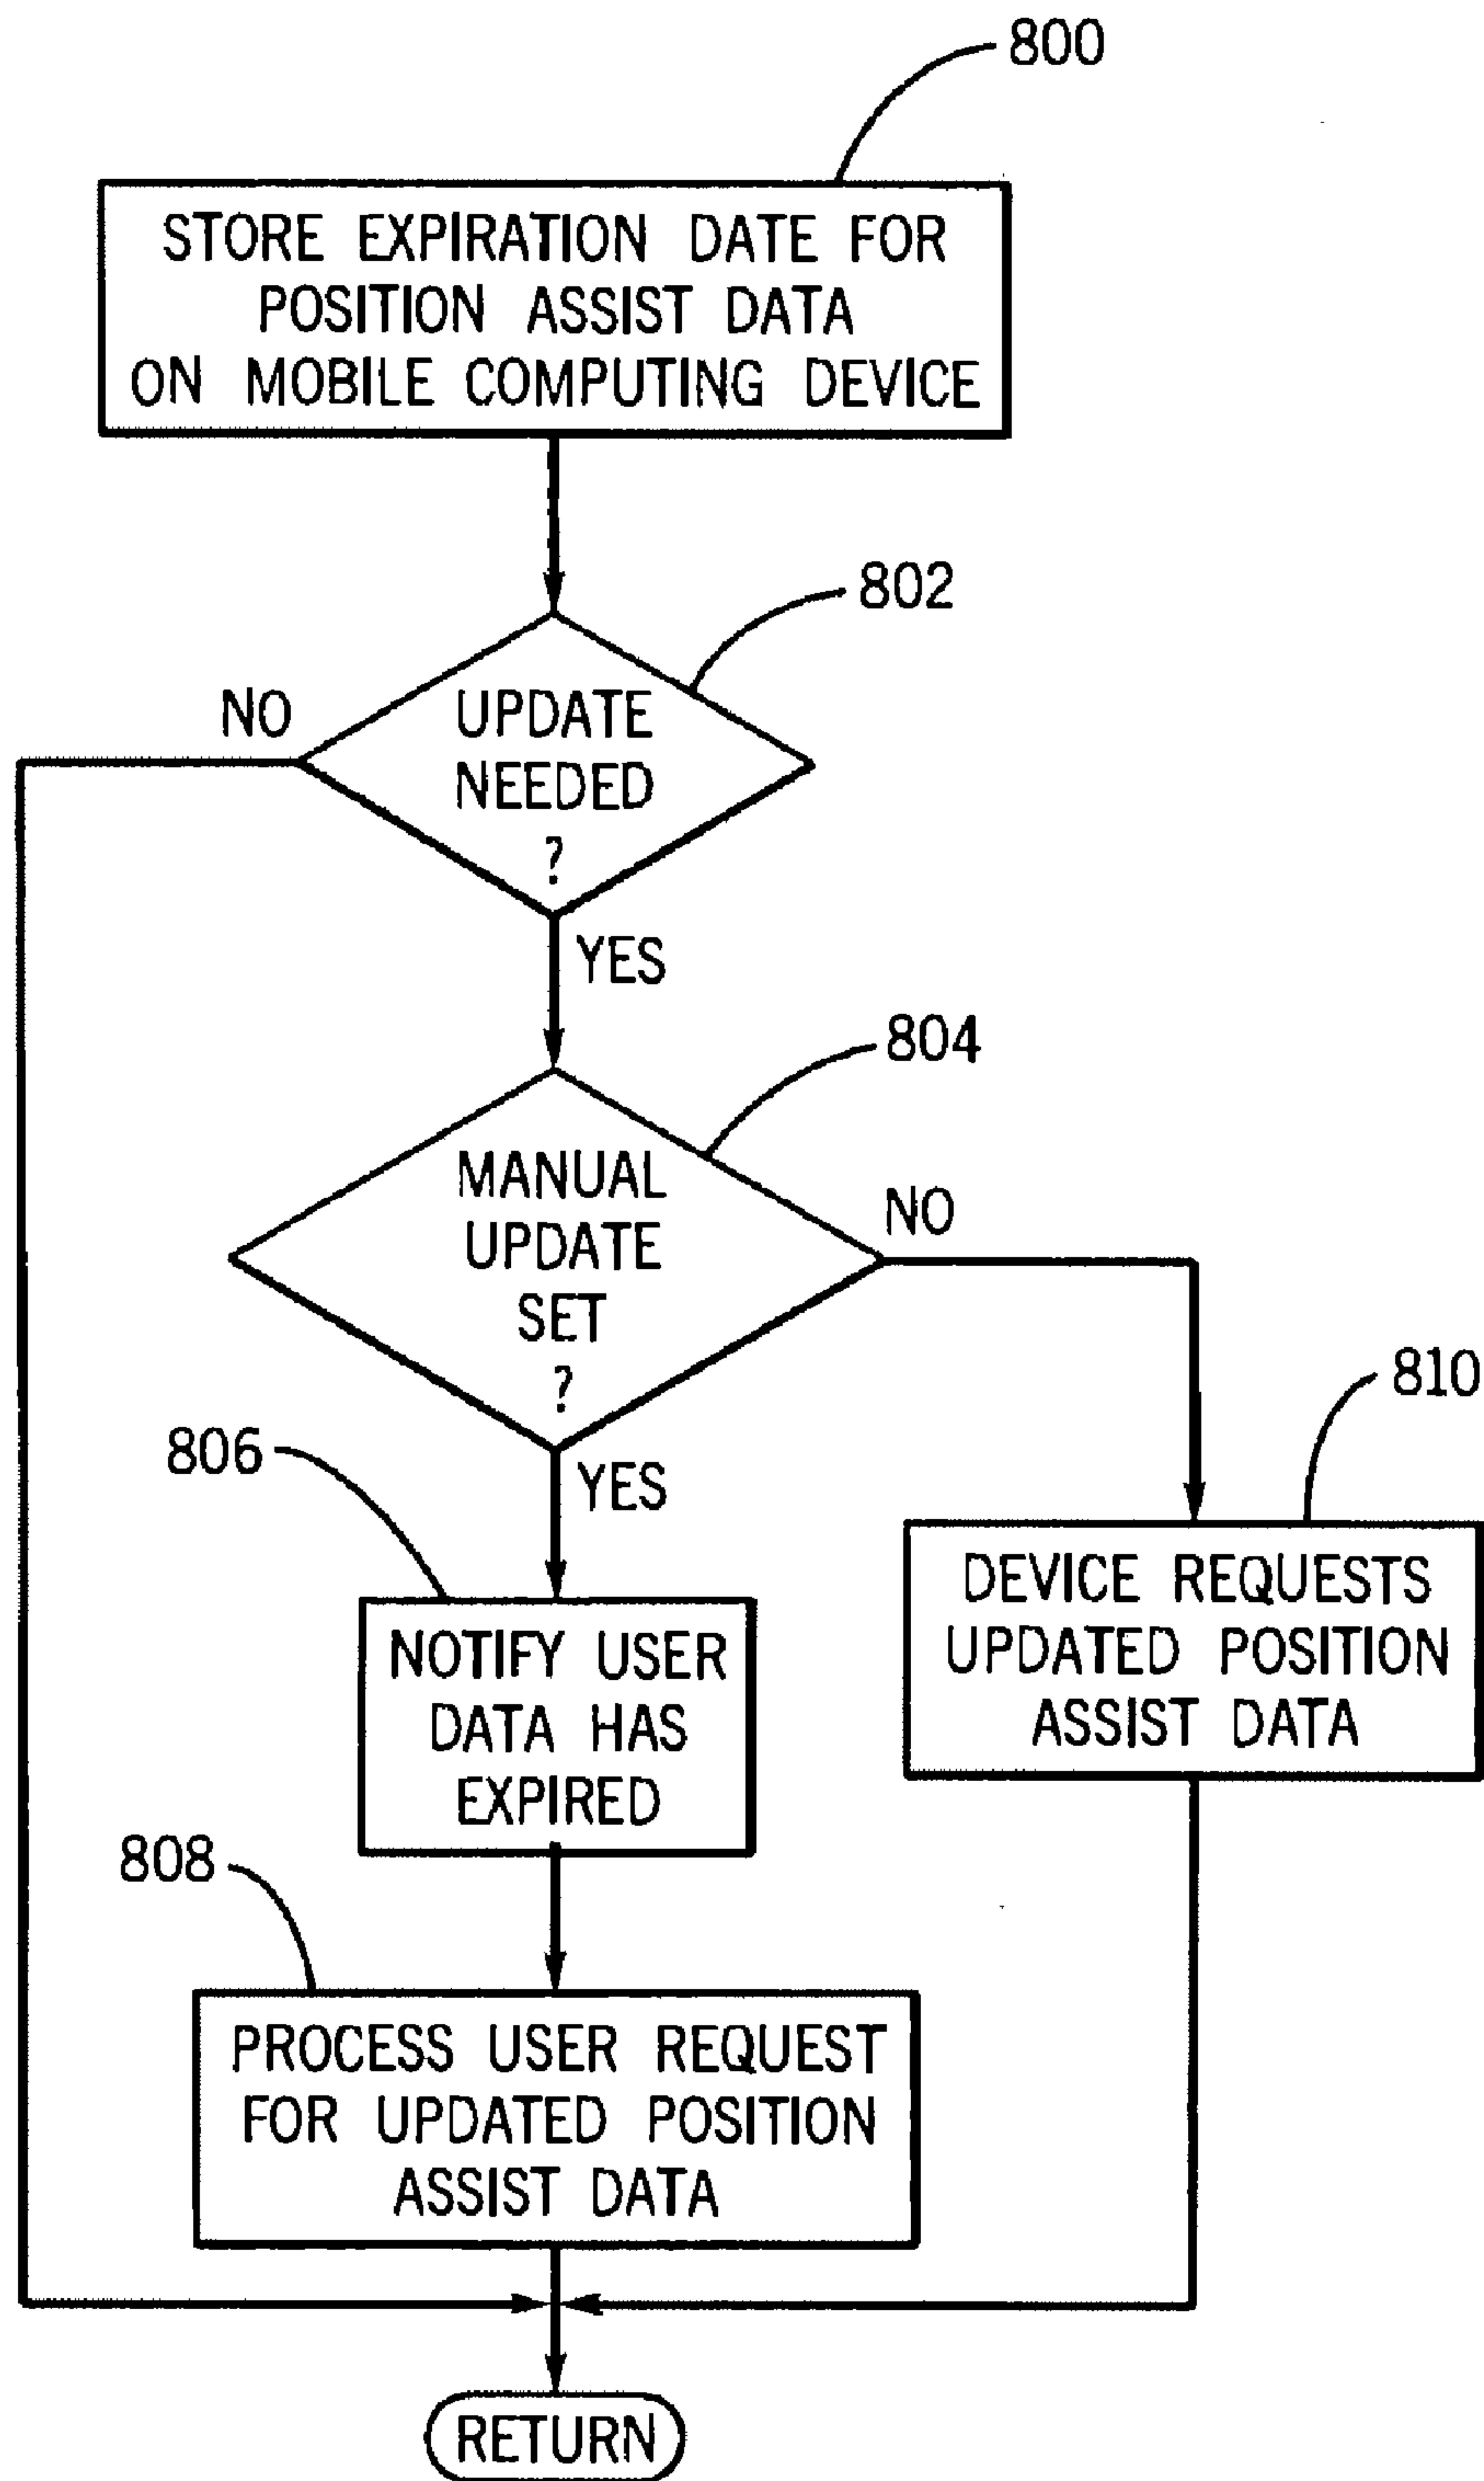 800
STORE EXPIRATION DATE FOR
POSITION ASSIST DATA
ON MOBILE COMPUTING DEVICE
802
NO
UPDATE
NEEDED
?
YES
804
MANUAL
UPDATE
SET
?
NO
810
806
YES
DEVICE REQUESTS
UPDATED POSITION
ASSIST DATA
NOTIFY USER
DATA HAS
EXPIRED
808
PROCESS USER REQUEST
FOR UPDATED POSITION
ASSIST DATA
RETURN